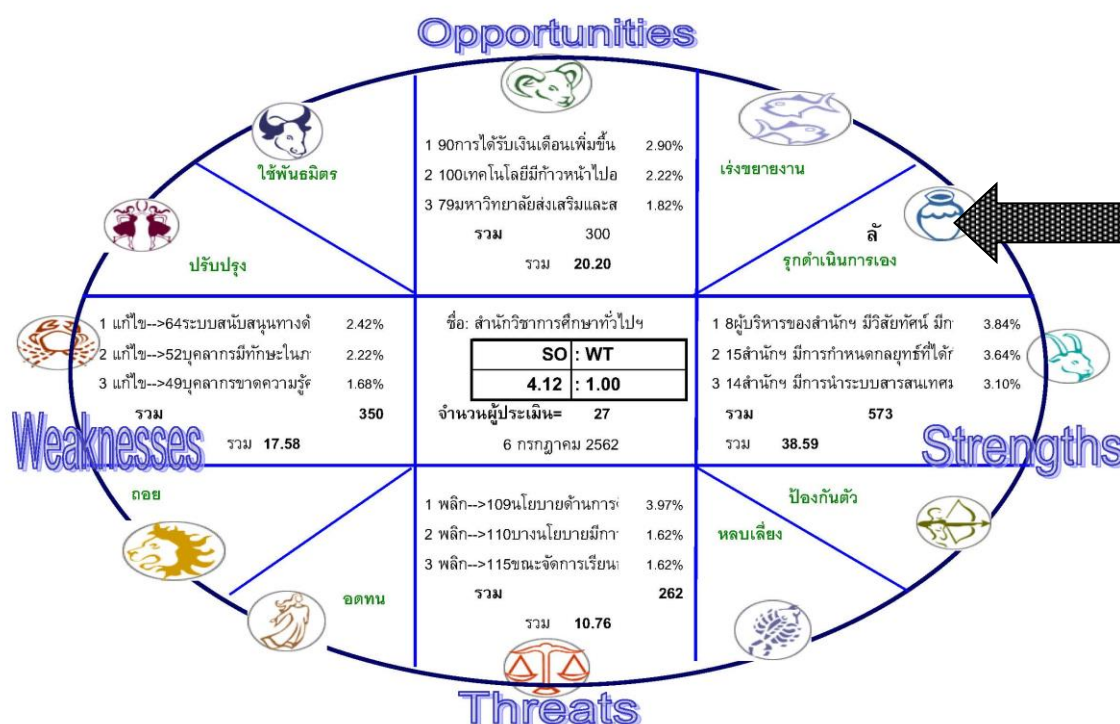 Opportunities
1 90การได้รับเงินเดือนเพิ่มขึ้น 2.90%
2 100เทคโนโลยีมีก้าวหน้าไปอ 2.22%
3 79มหาวิทยาลัยส่งเสริมและส 1.82%
รวม 300
รวม 20.20
ใช้พันธมิตร
เร่งขยายงาน
ปรับปรุง
ลั
รุกดำเนินการเอง
1 แก้ไข-->64ระบบสนับสนุนทางด้ 2.42%
2 แก้ไข-->52บุคลากรมีทักษะในภ 2.22%
3 แก้ไข-->49บุคลากรขาดความรู้ 1.68%
รวม 350
รวม 17.58
Weaknesses
ชื่อ: สำนักวิชาการศึกษาทั่วไปฯ
SO : WT
4.12 : 1.00
จำนวนผู้ประเมิน= 27
6 กรกฎาคม 2562
1 8ผู้บริหารของสำนักฯ มีวิสัยทัศน์ มีก 3.84%
2 15สำนักฯ มีการกำหนดกลยุทธ์ที่ได้ 3.64%
3 14สำนักฯ มีการนำระบบสารสนเทศ 3.10%
รวม 573
รวม 38.59
Strengths
ถอย
อดทน
1 พลิก-->109นโยบายด้านการ 3.97%
2 พลิก-->110บางนโยบายมีกา 1.62%
3 พลิก-->115ขณะจัดการเรียน 1.62%
รวม 262
รวม 10.76
ป้องกันตัว
หลบเลี่ยง
Threats